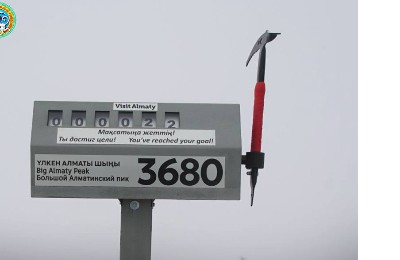 Visit Almaty
000022
Мақсатыңа жеттің!
Ты достиг цели! You've reached your goal!
ҮЛКЕН АЛМАТЫ ШЫҢЫ
Big Almaty Peak
Большой Алматинский пик
3680